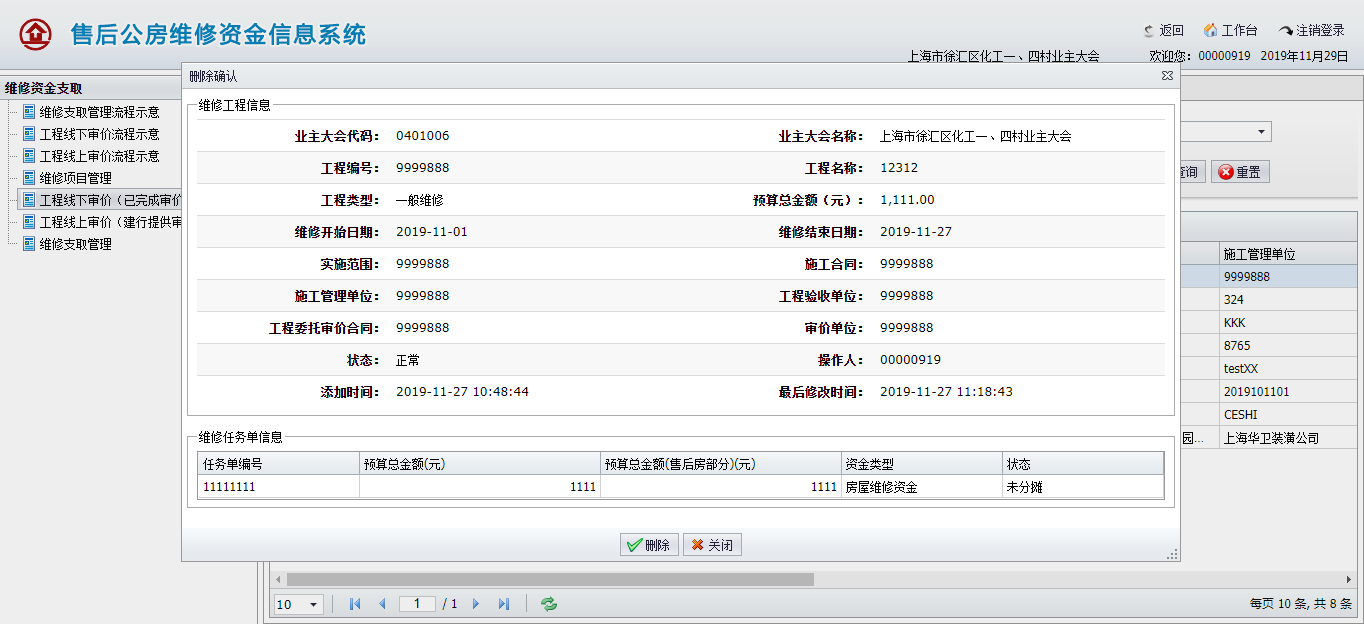 售后公房维修资金信息系统
返回 工作台 注销登录
上海市徐汇区化工一、四村业主大会 欢迎您：00000919 2019年11月29日
维修资金支取
维修支取管理流程示意
工程线下审价流程示意
工程线上审价流程示意
维修项目管理
工程线下审价（已完成审价
工程线上审价（建行提供审
维修支取管理
删除确认
维修工程信息
业主大会代码： 0401006 业主大会名称： 上海市徐汇区化工一、四村业主大会
工程编号： 9999888 工程名称： 12312
工程类型： 一般维修 预算总金额（元）： 1,111.00
维修开始日期： 2019-11-01 维修结束日期： 2019-11-27
实施范围： 9999888 施工合同： 9999888
施工管理单位： 9999888 工程验收单位： 9999888
工程委托审价合同： 9999888 审价单位： 9999888
状态： 正常 操作人： 00000919
添加时间： 2019-11-27 10:48:44 最后修改时间： 2019-11-27 11:18:43
维修任务单信息
任务单编号 预算总金额(元) 预算总金额(售后房部分)(元) 资金类型 状态
11111111 1111 1111 房屋维修资金 未分摊
删除 关闭
查询 重置
施工管理单位
9999888
324
KKK
8765
testXX
2019101101
CESHI
园... 上海华卫装潢公司
10 1 / 1 每页 10 条, 共 8 条